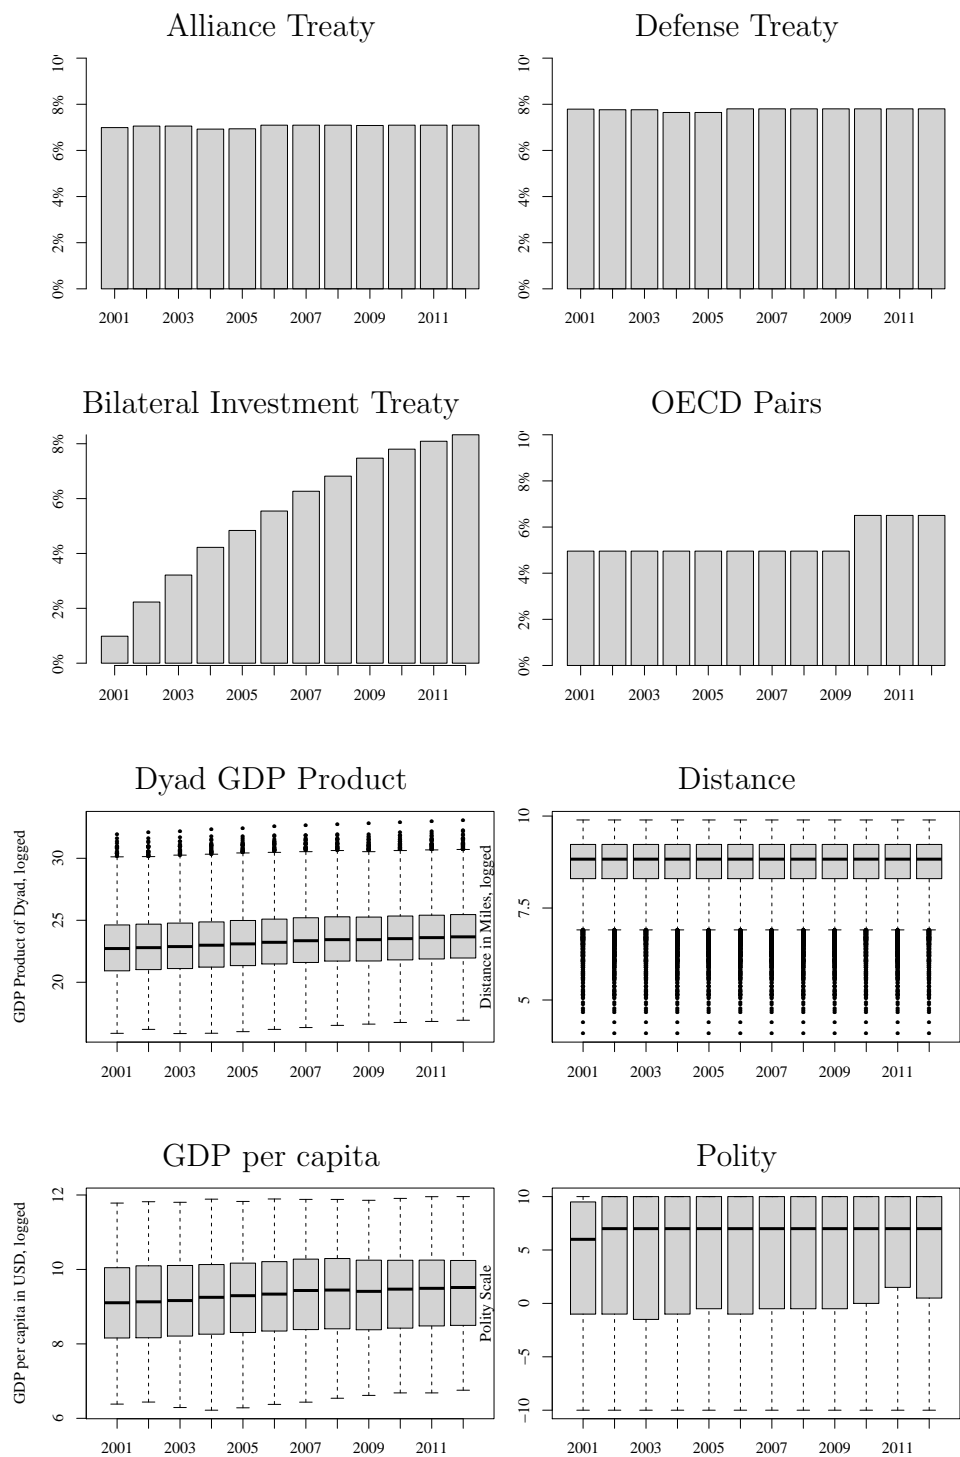 Alliance Treaty
0%
2%
4%
6%
8%
2001 2003 2005 2007 2009 2011
Defense Treaty
0%
2%
4%
6%
8%
2001 2003 2005 2007 2009 2011
Bilateral Investment Treaty
0%
2%
4%
6%
8%
2001 2003 2005 2007 2009 2011
OECD Pairs
0%
2%
4%
6%
8%
2001 2003 2005 2007 2009 2011
Dyad GDP Product
GDP Product of Dyad, logged
20
25
30
2001 2003 2005 2007 2009 2011
Distance
Distance in Miles, logged
5
7.5
10
2001 2003 2005 2007 2009 2011
GDP per capita
GDP per capita in USD, logged
6
8
10
12
2001 2003 2005 2007 2009 2011
Polity
Polity Scale
−10
−5
0
5
10
2001 2003 2005 2007 2009 2011